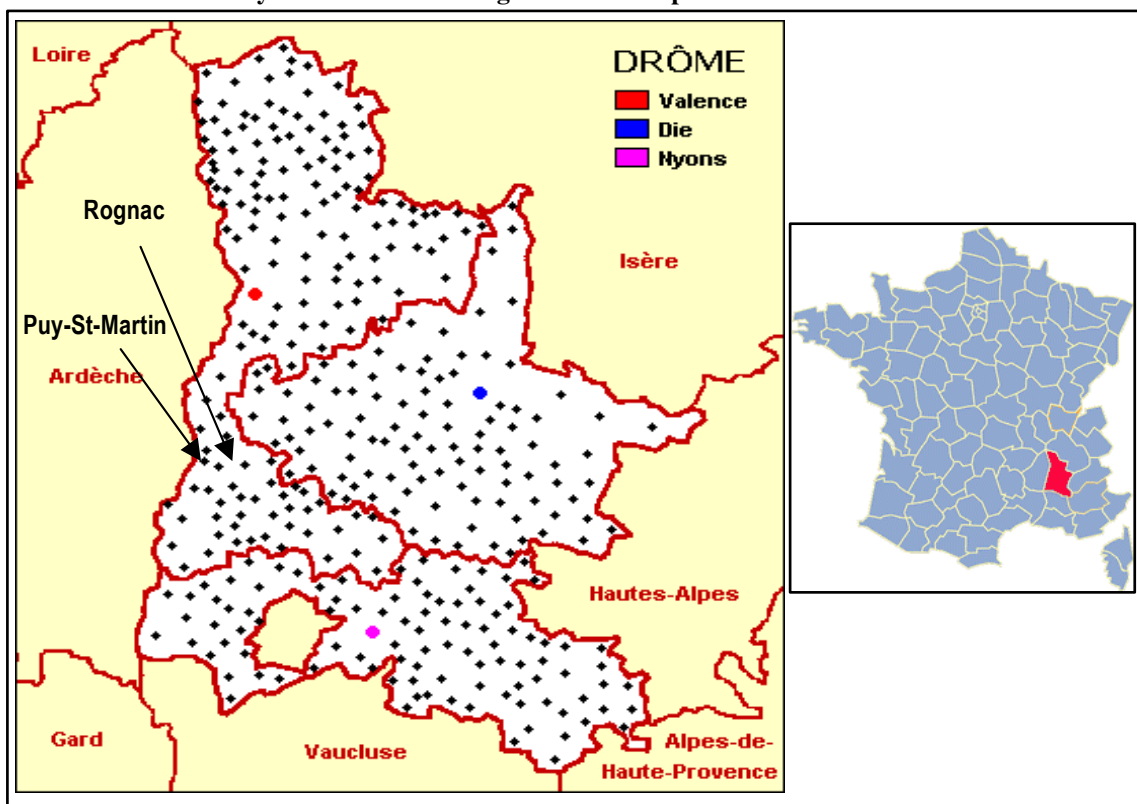 Loire
DRÔME
Valence
Die
Nyons
Rognac
Isère
Puy-St-Martin
Ardèche
Hautes-Alpes
Gard
Vaucluse
Alpes-de-
Haute-Provence